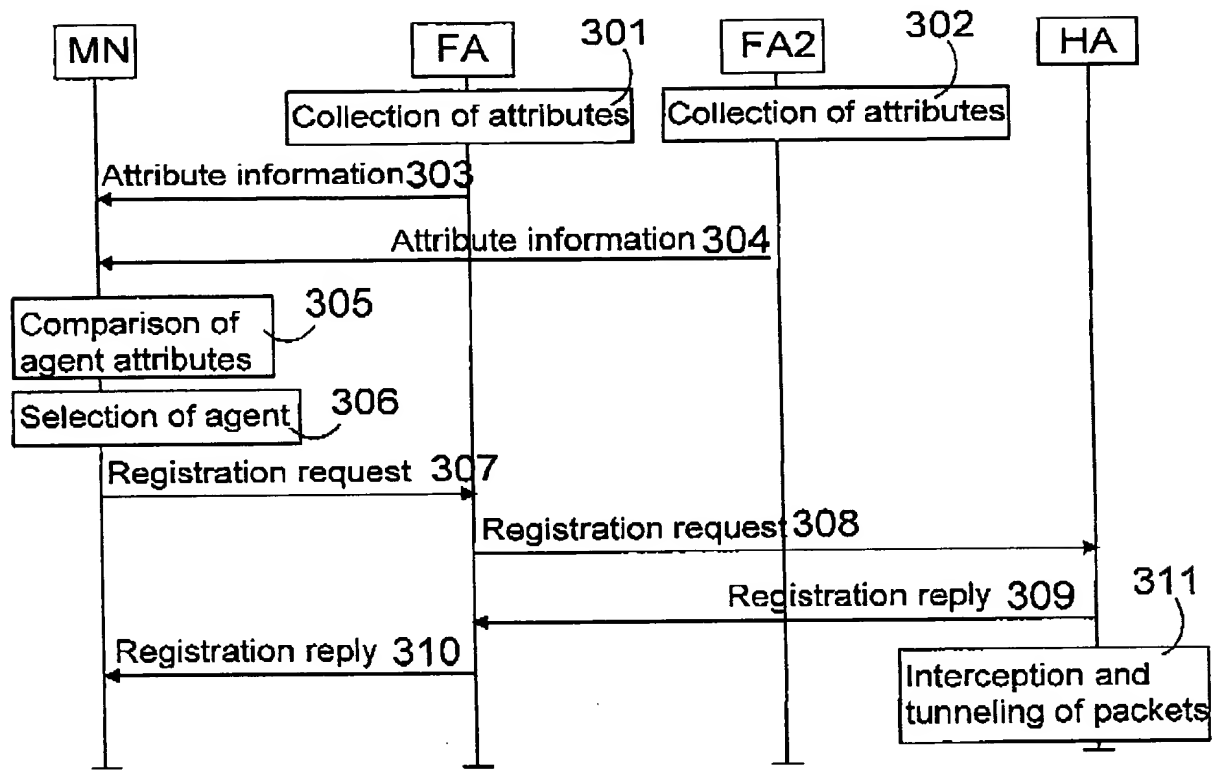 MN
FA
301
FA2
302
HA
Collection of attributes
Collection of attributes
Attribute information 303
Attribute information 304
Comparison of
agent attributes
305
Selection of agent
306
Registration request 307
Registration request 308
Registration reply 309
311
Registration reply 310
Interception and
tunneling of packets